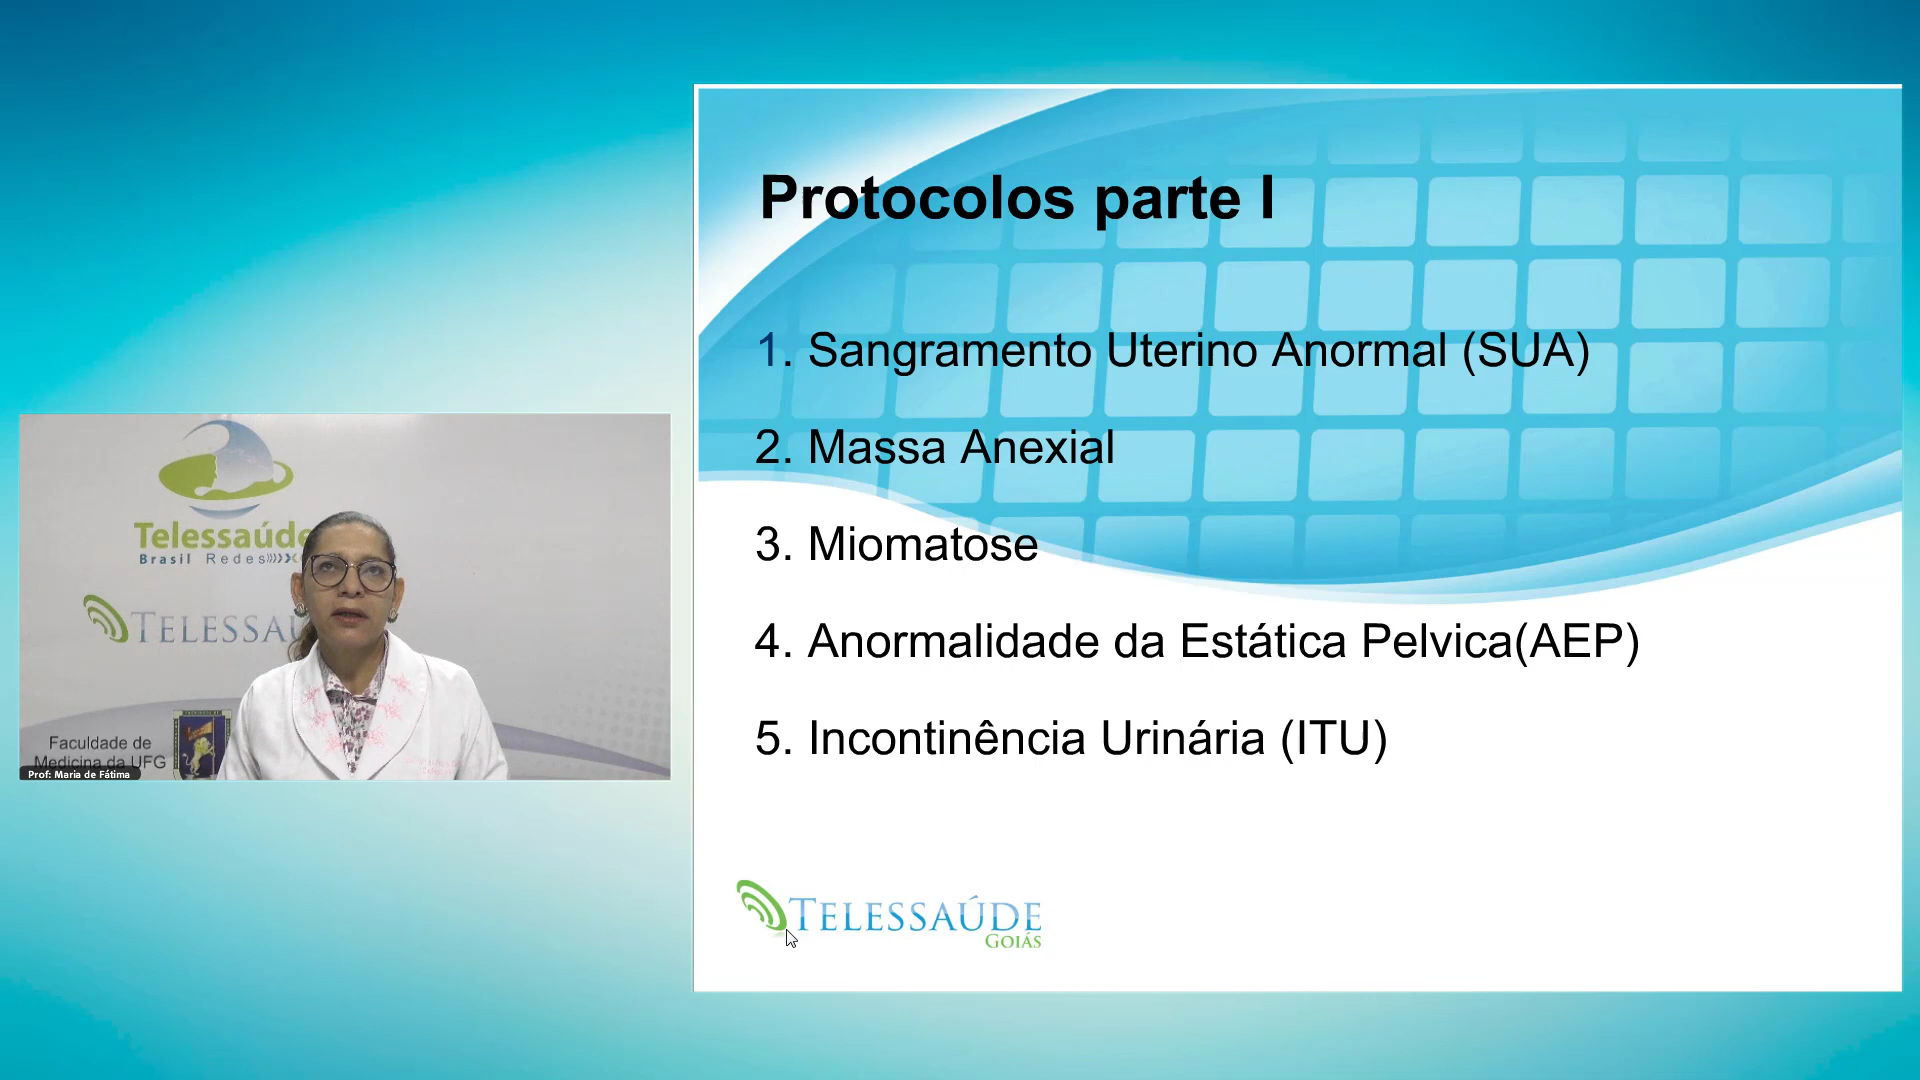 Protocolos parte I
1. Sangramento Uterino Anormal (SUA)
2. Massa Anexial
3. Miomatose
4. Anormalidade da Estática Pelvica(AEP)
5. Incontinência Urinária (ITU)
TELESSAÚDE
GOIÁS
Telessaúde
Brasil Redes
Faculdade de
Medicina da UFG
Prof: Maria de Fátima